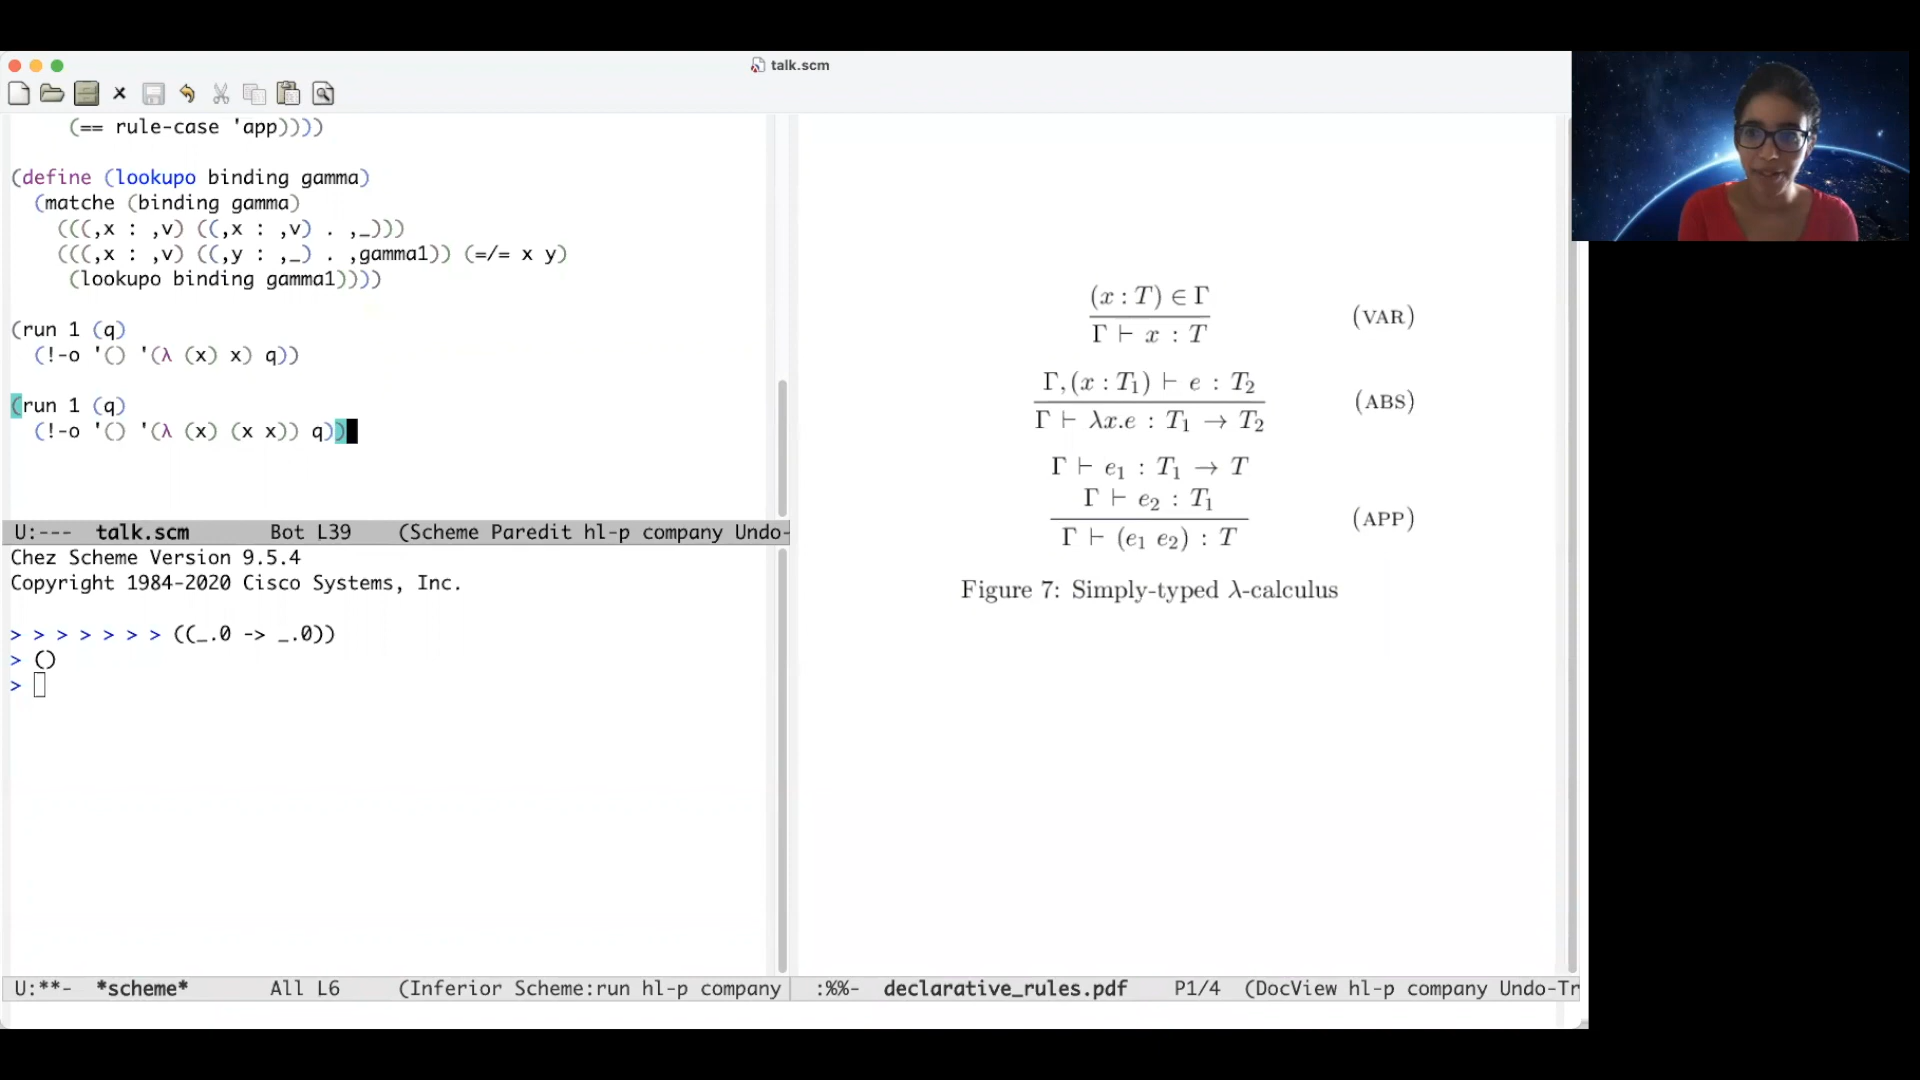 talk.scm
(== rule-case 'app))))
(define (lookupo binding gamma)
(matche (binding gamma)
(((,x : ,v) ((,x : ,v) . ,_)))
(((,x : ,v) ((,y : ,_) . ,gamma1)) (=/= x y)
(lookupo binding gamma1))))
(run 1 (q)
(!-o '() '(λ (x) x) q))
(run 1 (q)
(!-o '() '(λ (x) (x x)) q))
U:--- talk.scm Bot L39 (Scheme Paredit hl-p company Undo-
Chez Scheme Version 9.5.4
Copyright 1984-2020 Cisco Systems, Inc.
> > > > > > > ((_.0 -> _.0))
> ()
>
U:**- *scheme* All L6 (Inferior Scheme:run hl-p company
(x : T) ∈ Γ
Γ ⊢ x : T (VAR)
Γ, (x : T₁) ⊢ e : T₂
Γ ⊢ λx.e : T₁ → T₂ (ABS)
Γ ⊢ e₁ : T₁ → T
Γ ⊢ e₂ : T₁
Γ ⊢ (e₁ e₂) : T (APP)
Figure 7: Simply-typed λ-calculus
:%%- declarative_rules.pdf P1/4 (DocView hl-p company Undo-Tr